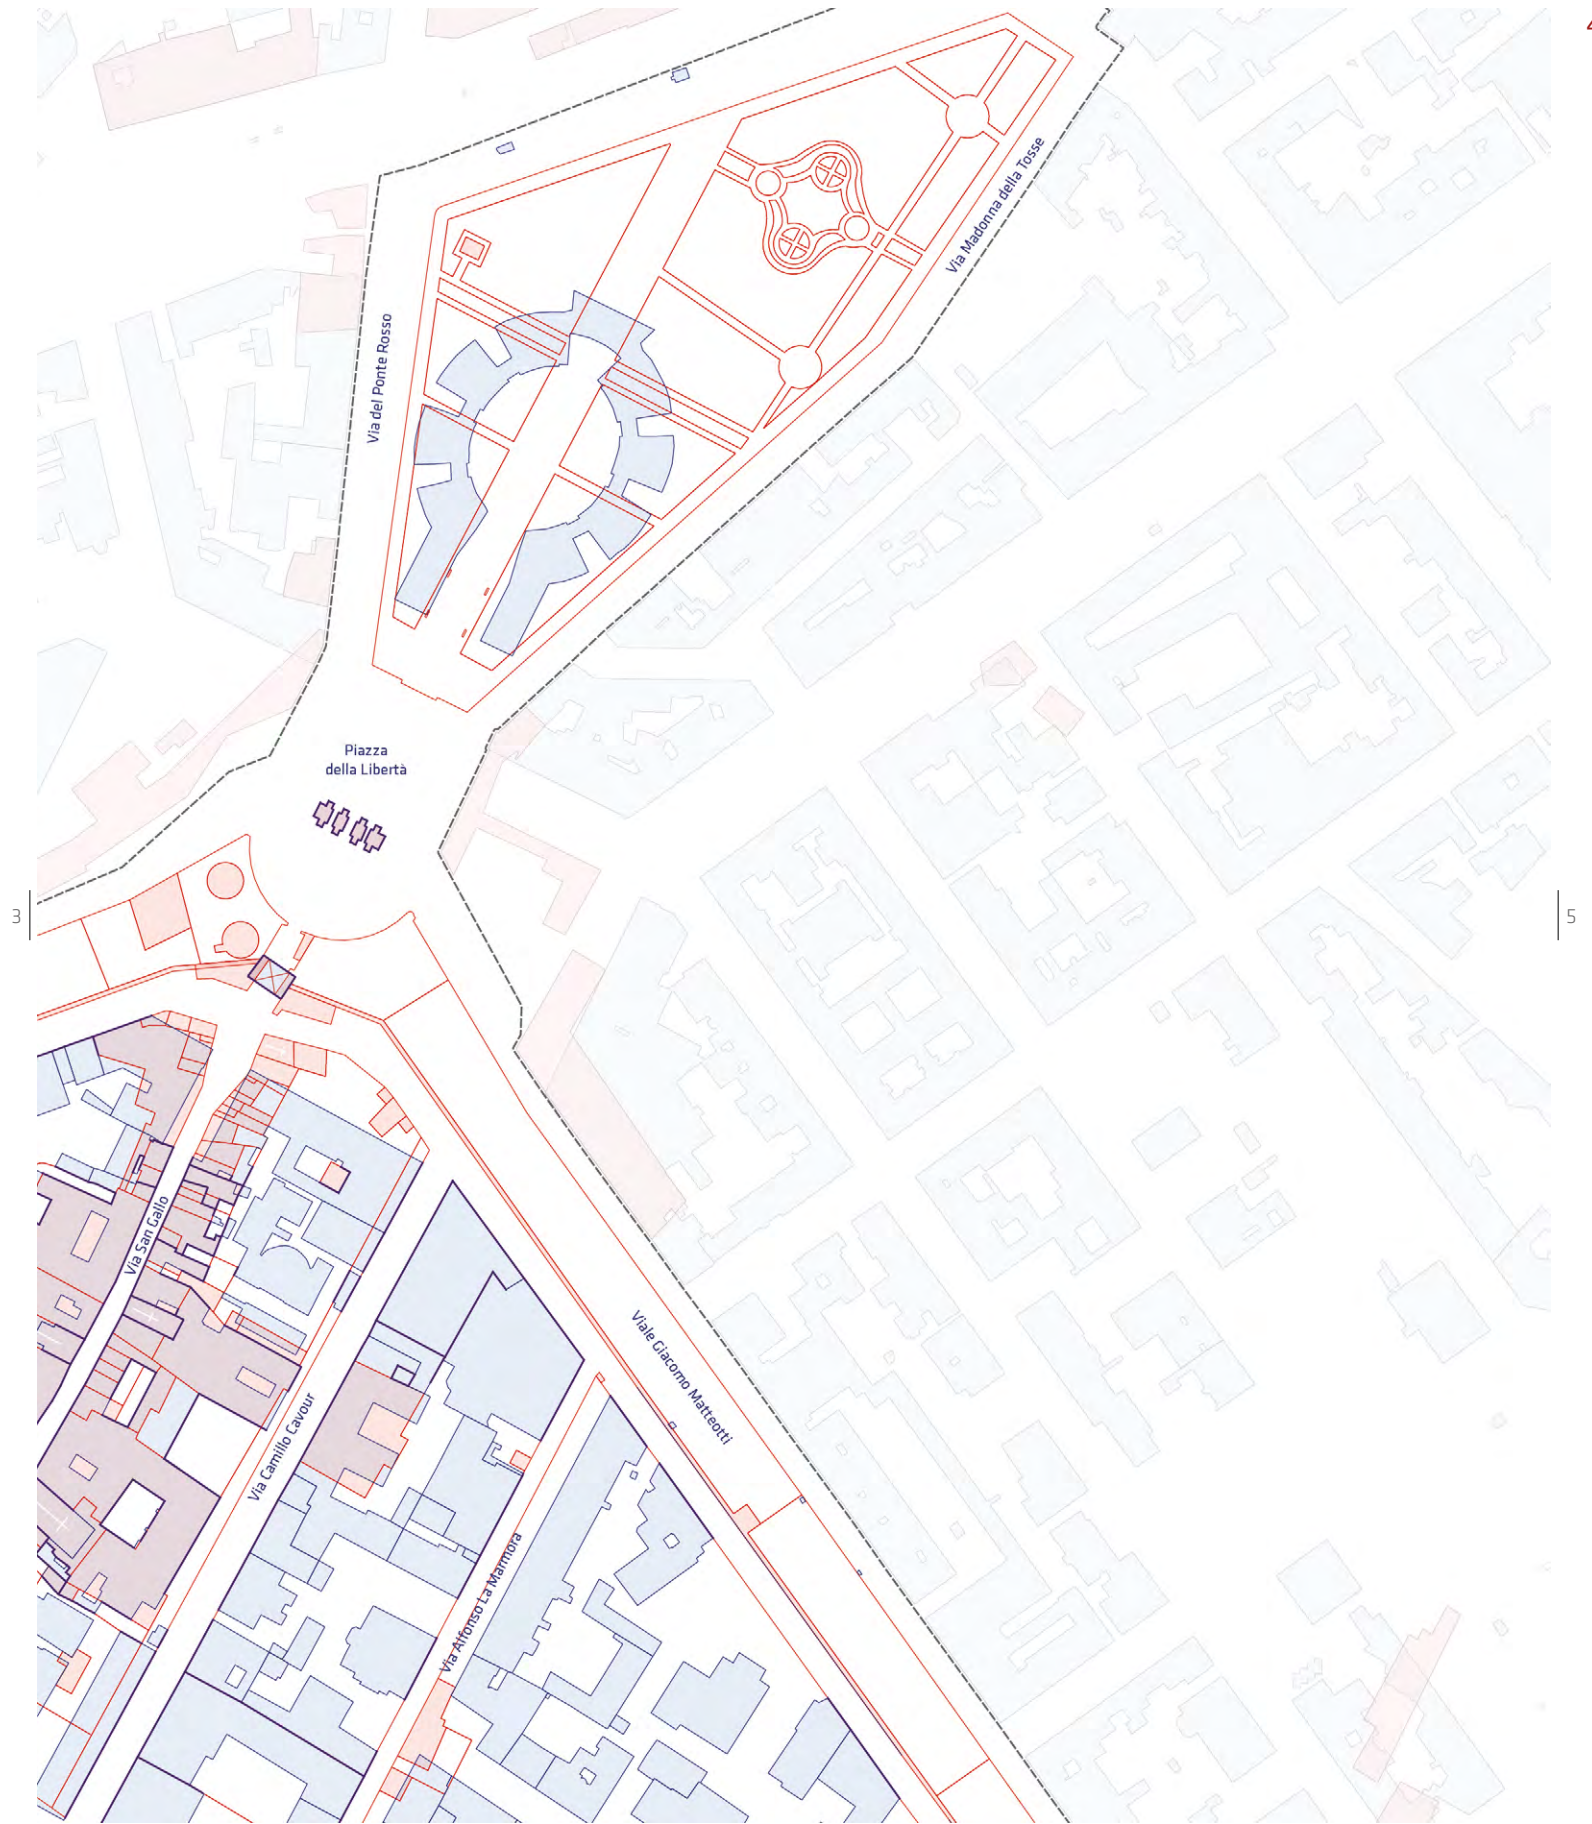 4
Via Madonna della Tosse
Via del Ponte Rosso
Piazza
della Libertà
3
5
Via San Gallo
Viale Giacomo Matteotti
Via Camillo Cavour
Via Alfonso La Marmora